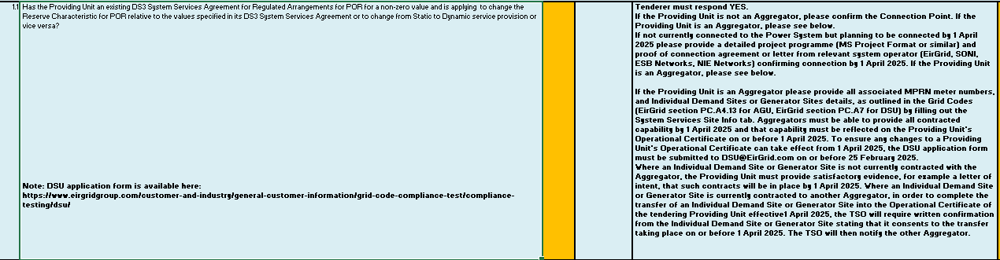 1.1 Has the Providing Unit an existing DS3 System Services Agreement for Regulated Arrangements for POR for a non-zero value and is applying to change the
Reserve Characteristic for POR relative to the values specified in its DS3 System Services Agreement or to change from Static to Dynamic service provision or
vice versa?
Note: DSU application form is available here:
https://www.eirgridgroup.com/customer-and-industry/general-customer-information/grid-code-compliance-test/compliance-
testing/dsu/
Tenderer must respond YES.
If the Providing Unit is not an Aggregator, please confirm the Connection Point. If the
Providing Unit is an Aggregator, please see below.
If not currently connected to the Power System but planning to be connected by 1 April
2025 please provide a detailed project programme (MS Project Format or similar) and
proof of connection agreement or letter from relevant system operator (EirGrid, SONI,
ESB Networks, NIE Networks) confirming connection by 1 April 2025. If the Providing Unit
is an Aggregator, please see below.
If the Providing Unit is an Aggregator please provide all associated MPRN meter numbers,
and Individual Demand Sites or Generator Sites details, as outlined in the Grid Codes
(EirGrid section PC.A4.13 for AGU, EirGrid section PC.A7 for DSU) by filling out the
System Services Site Info tab. Aggregators must be able to provide all contracted
capability by 1 April 2025 and that capability must be reflected on the Providing Unit's
Operational Certificate on or before 1 April 2025. To ensure any changes to a Providing
Unit's Operational Certificate can take effect from 1 April 2025, the DSU application form
must be submitted to DSU@EirGrid.com on or before 25 February 2025.
Where an Individual Demand Site or Generator Site is not currently contracted with the
Aggregator, the Providing Unit must provide satisfactory evidence, for example a letter of
intent, that such contracts will be in place by 1 April 2025. Where an Individual Demand Site
or Generator Site is currently contracted to another Aggregator, in order to complete the
transfer of an Individual Demand Site or Generator Site into the Operational Certificate of
the tendering Providing Unit effective1 April 2025, the TSO will require written confirmation
from the Individual Demand Site or Generator Site stating that it consents to the transfer
taking place on or before 1 April 2025. The TSO will then notify the other Aggregator.